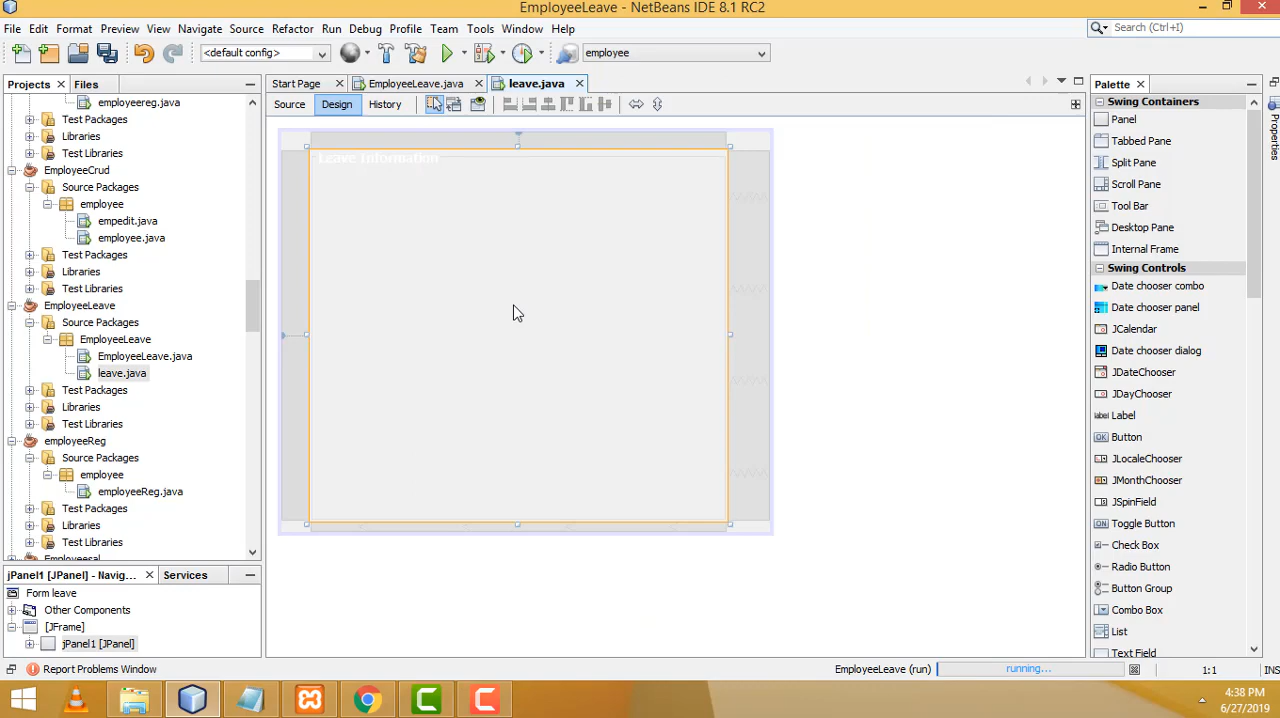 EmployeeLeave - NetBeans IDE 8.1 RC2
File Edit Format Preview View Navigate Source Refactor Run Debug Profile Team Tools Window Help
Search (Ctrl+I)
<default config>
employee
Projects Files
Start Page EmployeeLeave.java leave.java
Palette
Source Design History
employeereg.java
Test Packages
Libraries
Test Libraries
EmployeeCrud
Source Packages
employee
empedit.java
employee.java
Test Packages
Libraries
Test Libraries
EmployeeLeave
Source Packages
EmployeeLeave
EmployeeLeave.java
leave.java
Test Packages
Libraries
Test Libraries
employeeReg
Source Packages
employee
employeeReg.java
Test Packages
Libraries
Test Libraries
Employeesal
jPanel1 [JPanel] - Navig...
Services
Form leave
Other Components
[JFrame]
jPanel1 [JPanel]
Leave Information
Swing Containers
Panel
Tabbed Pane
Split Pane
Scroll Pane
Tool Bar
Desktop Pane
Internal Frame
Swing Controls
Date chooser combo
Date chooser panel
JCalendar
Date chooser dialog
JDateChooser
JDayChooser
label Label
OK Button
JLocaleChooser
JMonthChooser
JSpinField
Toggle Button
Check Box
Radio Button
Button Group
Combo Box
List
Text Field
Properties
Report Problems Window
EmployeeLeave (run)
running...
1:1
INS
4:38 PM
6/27/2019